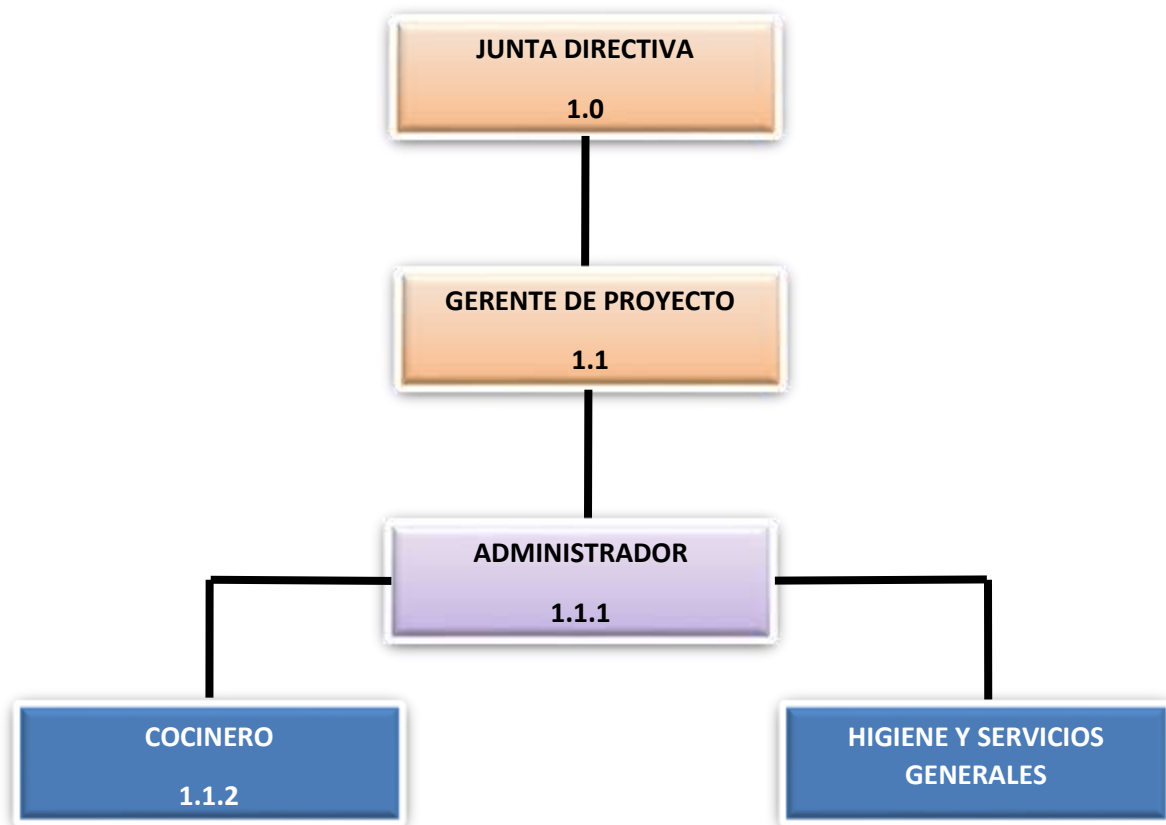 JUNTA DIRECTIVA
1.0
GERENTE DE PROYECTO
1.1
ADMINISTRADOR
1.1.1
COCINERO
1.1.2
HIGIENE Y SERVICIOS
GENERALES